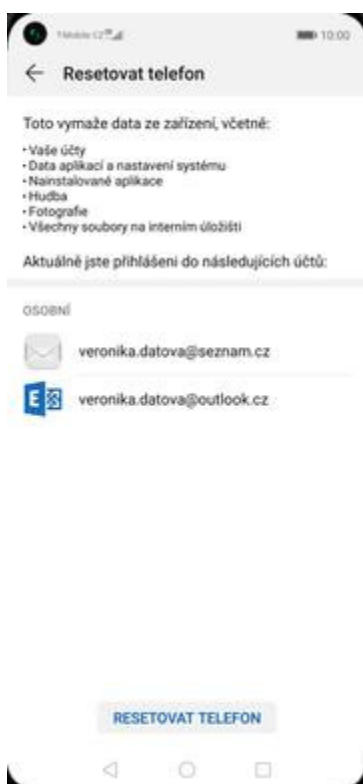 T-Mobile CZ
10:00
Resetovat telefon
Toto vymaže data ze zařízení, včetně:
• Vaše účty
• Data aplikací a nastavení systému
• Nainstalované aplikace
• Hudba
• Fotografie
• Všechny soubory na interním úložišti
Aktuálně jste přihlášeni do následujících účtů:
OSOBNÍ
veronika.datova@seznam.cz
veronika.datova@outlook.cz
RESETOVAT TELEFON